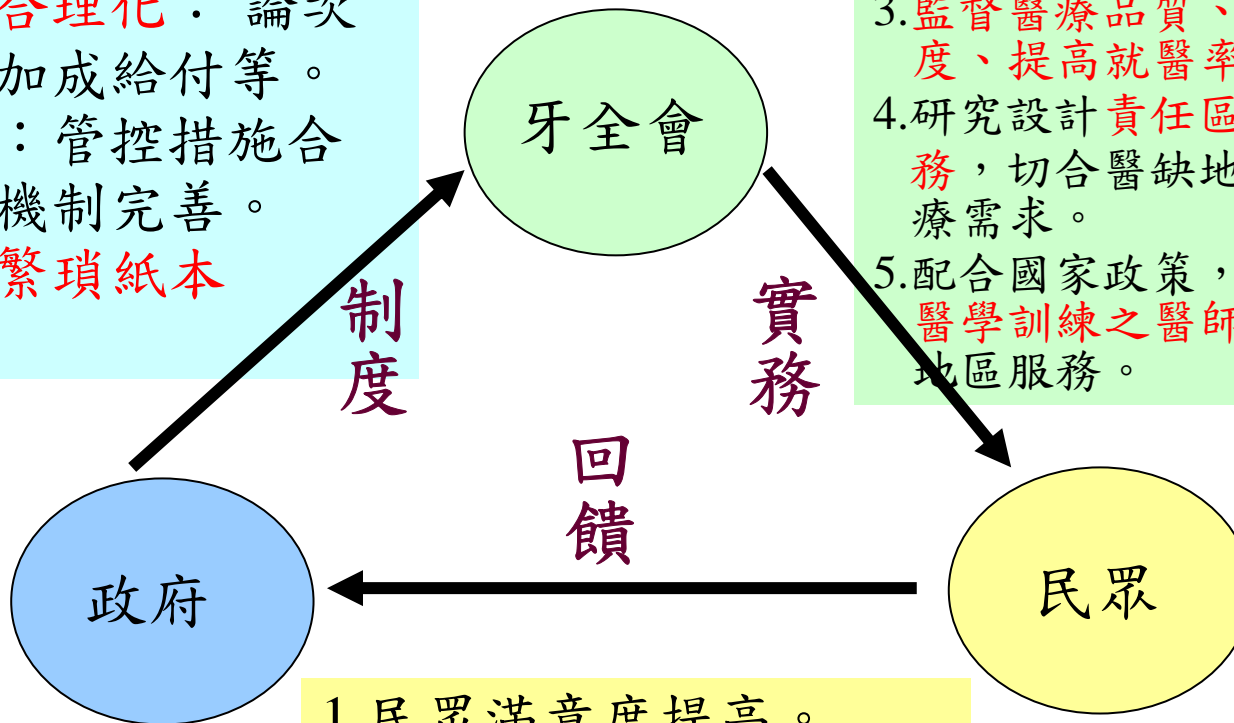 合理化：論次
加成給付等。
：管控措施合
機制完善。
繁瑣紙本
牙全會
3.監督醫療品質、
度、提高就醫率
4.研究設計責任區
務，切合醫缺地
療需求。
5.配合國家政策，
醫學訓練之醫師
地區服務。
制度
實務
回饋
政府
民眾
1.民眾滿意度提高。